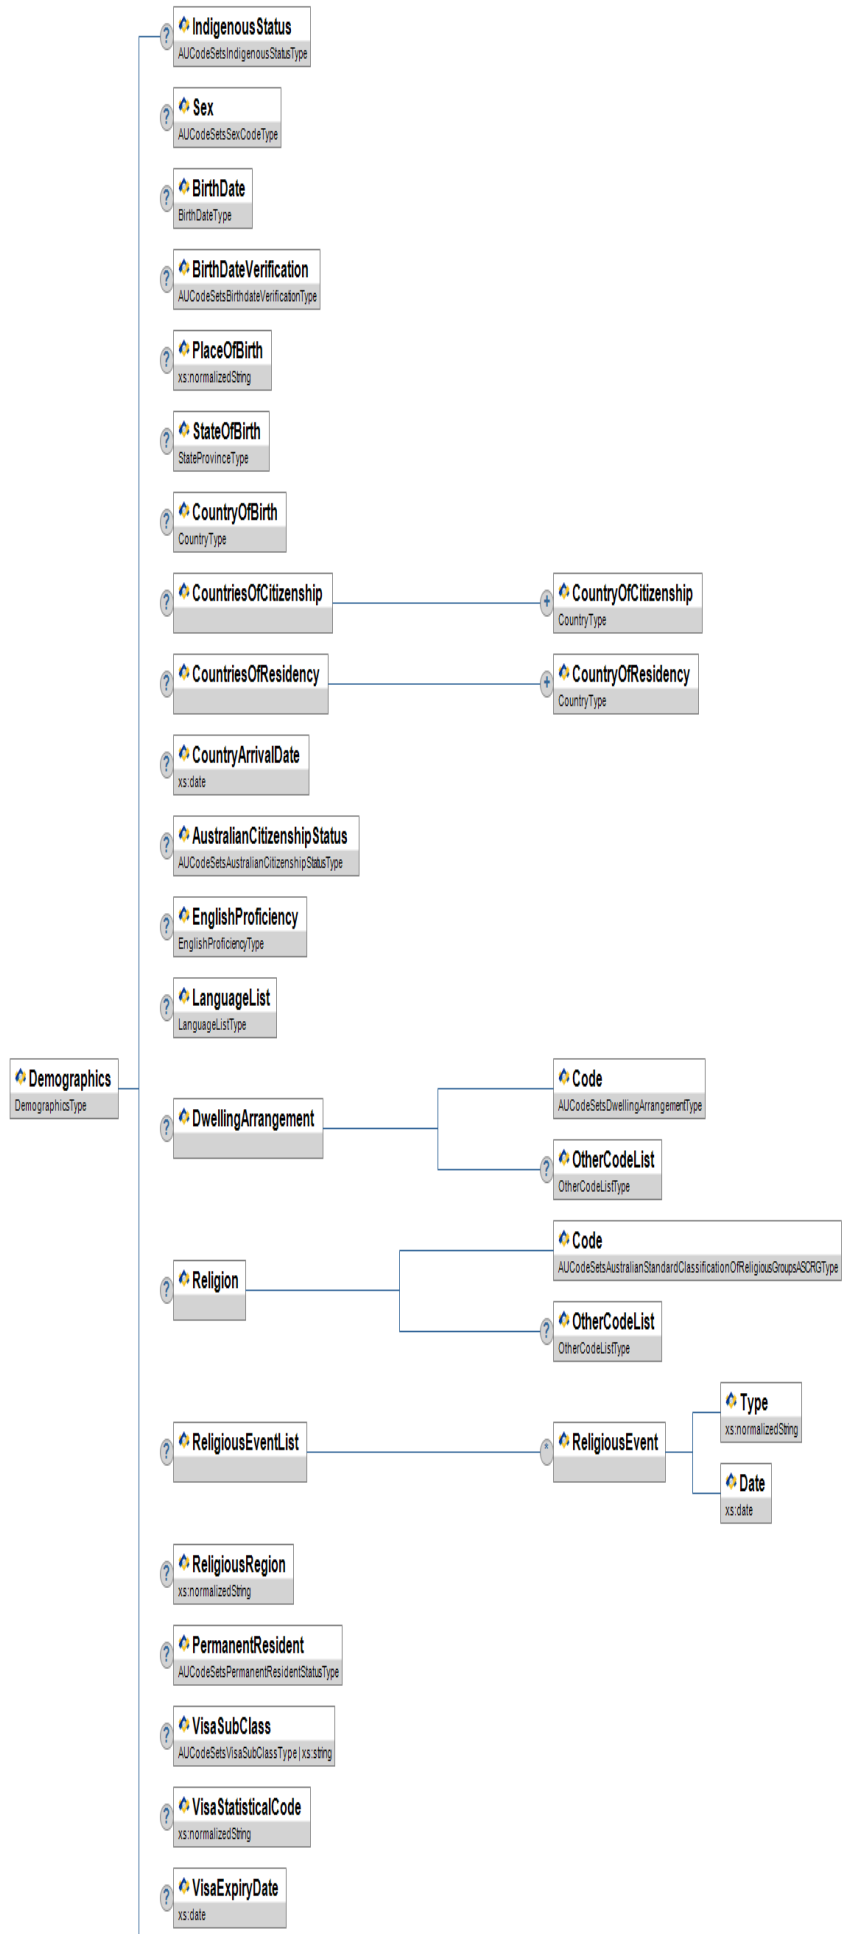 ? IndigenousStatus
AUCodeSetsIndigenousStatusType
? Sex
AUCodeSetsSexCodeType
? BirthDate
BirthDateType
? BirthDateVerification
AUCodeSetsBirthdateVerificationType
? PlaceOfBirth
xs:normalizedString
? StateOfBirth
StateProvinceType
? CountryOfBirth
CountryType
? CountriesOfCitizenship
+ CountryOfCitizenship
CountryType
? CountriesOfResidency
+ CountryOfResidency
CountryType
? CountryArrivalDate
xs:date
? AustralianCitizenshipStatus
AUCodeSetsAustralianCitizenshipStatusType
? EnglishProficiency
EnglishProficiencyType
? LanguageList
LanguageListType
Demographics
DemographicsType
? DwellingArrangement
Code
AUCodeSetsDwellingArrangementType
? OtherCodeList
OtherCodeListType
? Religion
Code
AUCodeSetsAustralianStandardClassificationOfReligiousGroupsASCRGType
? OtherCodeList
OtherCodeListType
? ReligiousEventList
* ReligiousEvent
Type
xs:normalizedString
Date
xs:date
? ReligiousRegion
xs:normalizedString
? PermanentResident
AUCodeSetsPermanentResidentStatusType
? VisaSubClass
AUCodeSetsVisaSubClassType | xs:string
? VisaStatisticalCode
xs:normalizedString
? VisaExpiryDate
xs:date